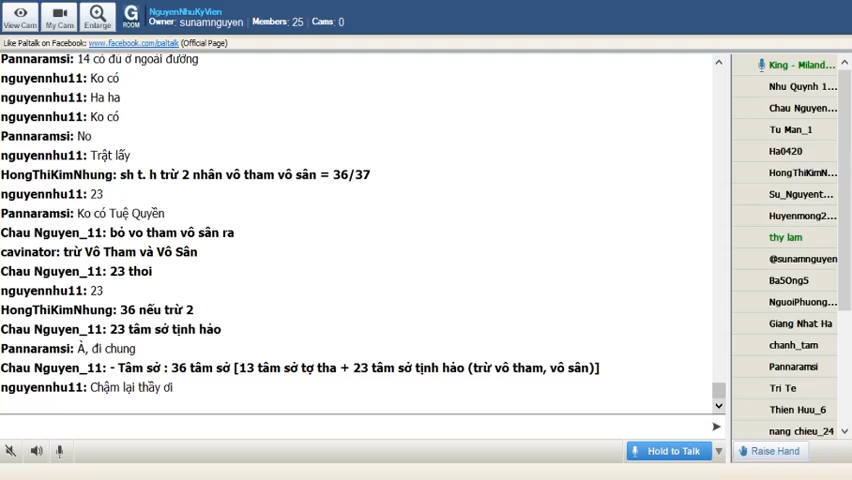 NguyenNhuKyVien
Owner: sunamnguyen Members: 25 Cams: 0
View Cam
My Cam
Enlarge
G
ROOM
Like Paltalk on Facebook: www.facebook.com/paltalk (Official Page)
Pannaramsi: 14 có đủ ở ngoài đường
nguyennhu11: Ko có
nguyennhu11: Ha ha
nguyennhu11: Ko có
Pannaramsi: No
nguyennhu11: Trật lấy
HongThiKimNhung: sh t. h trừ 2 nhân vô tham vô sân = 36/37
nguyennhu11: 23
Pannaramsi: Ko có Tuệ Quyền
Chau Nguyen_11: bỏ vo tham vô sân ra
cavinator: trừ Vô Tham và Vô Sân
Chau Nguyen_11: 23 thoi
nguyennhu11: 23
HongThiKimNhung: 36 nếu trừ 2
Chau Nguyen_11: 23 tâm sở tịnh hảo
Pannaramsi: À, đi chung
Chau Nguyen_11: - Tâm sở : 36 tâm sở [13 tâm sở tợ tha + 23 tâm sở tịnh hảo (trừ vô tham, vô sân)]
nguyennhu11: Chậm lại thầy ơi
King - Miland...
Nhu Quynh 1...
Chau Nguyen...
Tu Man_1
Ha0420
HongThiKimN...
Su_Nguyent...
Huyenmong2...
thy lam
@sunamnguyen
Ba5Ong5
NguoiPhuong...
Giang Nhat Ha
chanh_tam
Pannaramsi
Tri Te
Thien Huu_6
nang chieu_24
Hold to Talk
Raise Hand